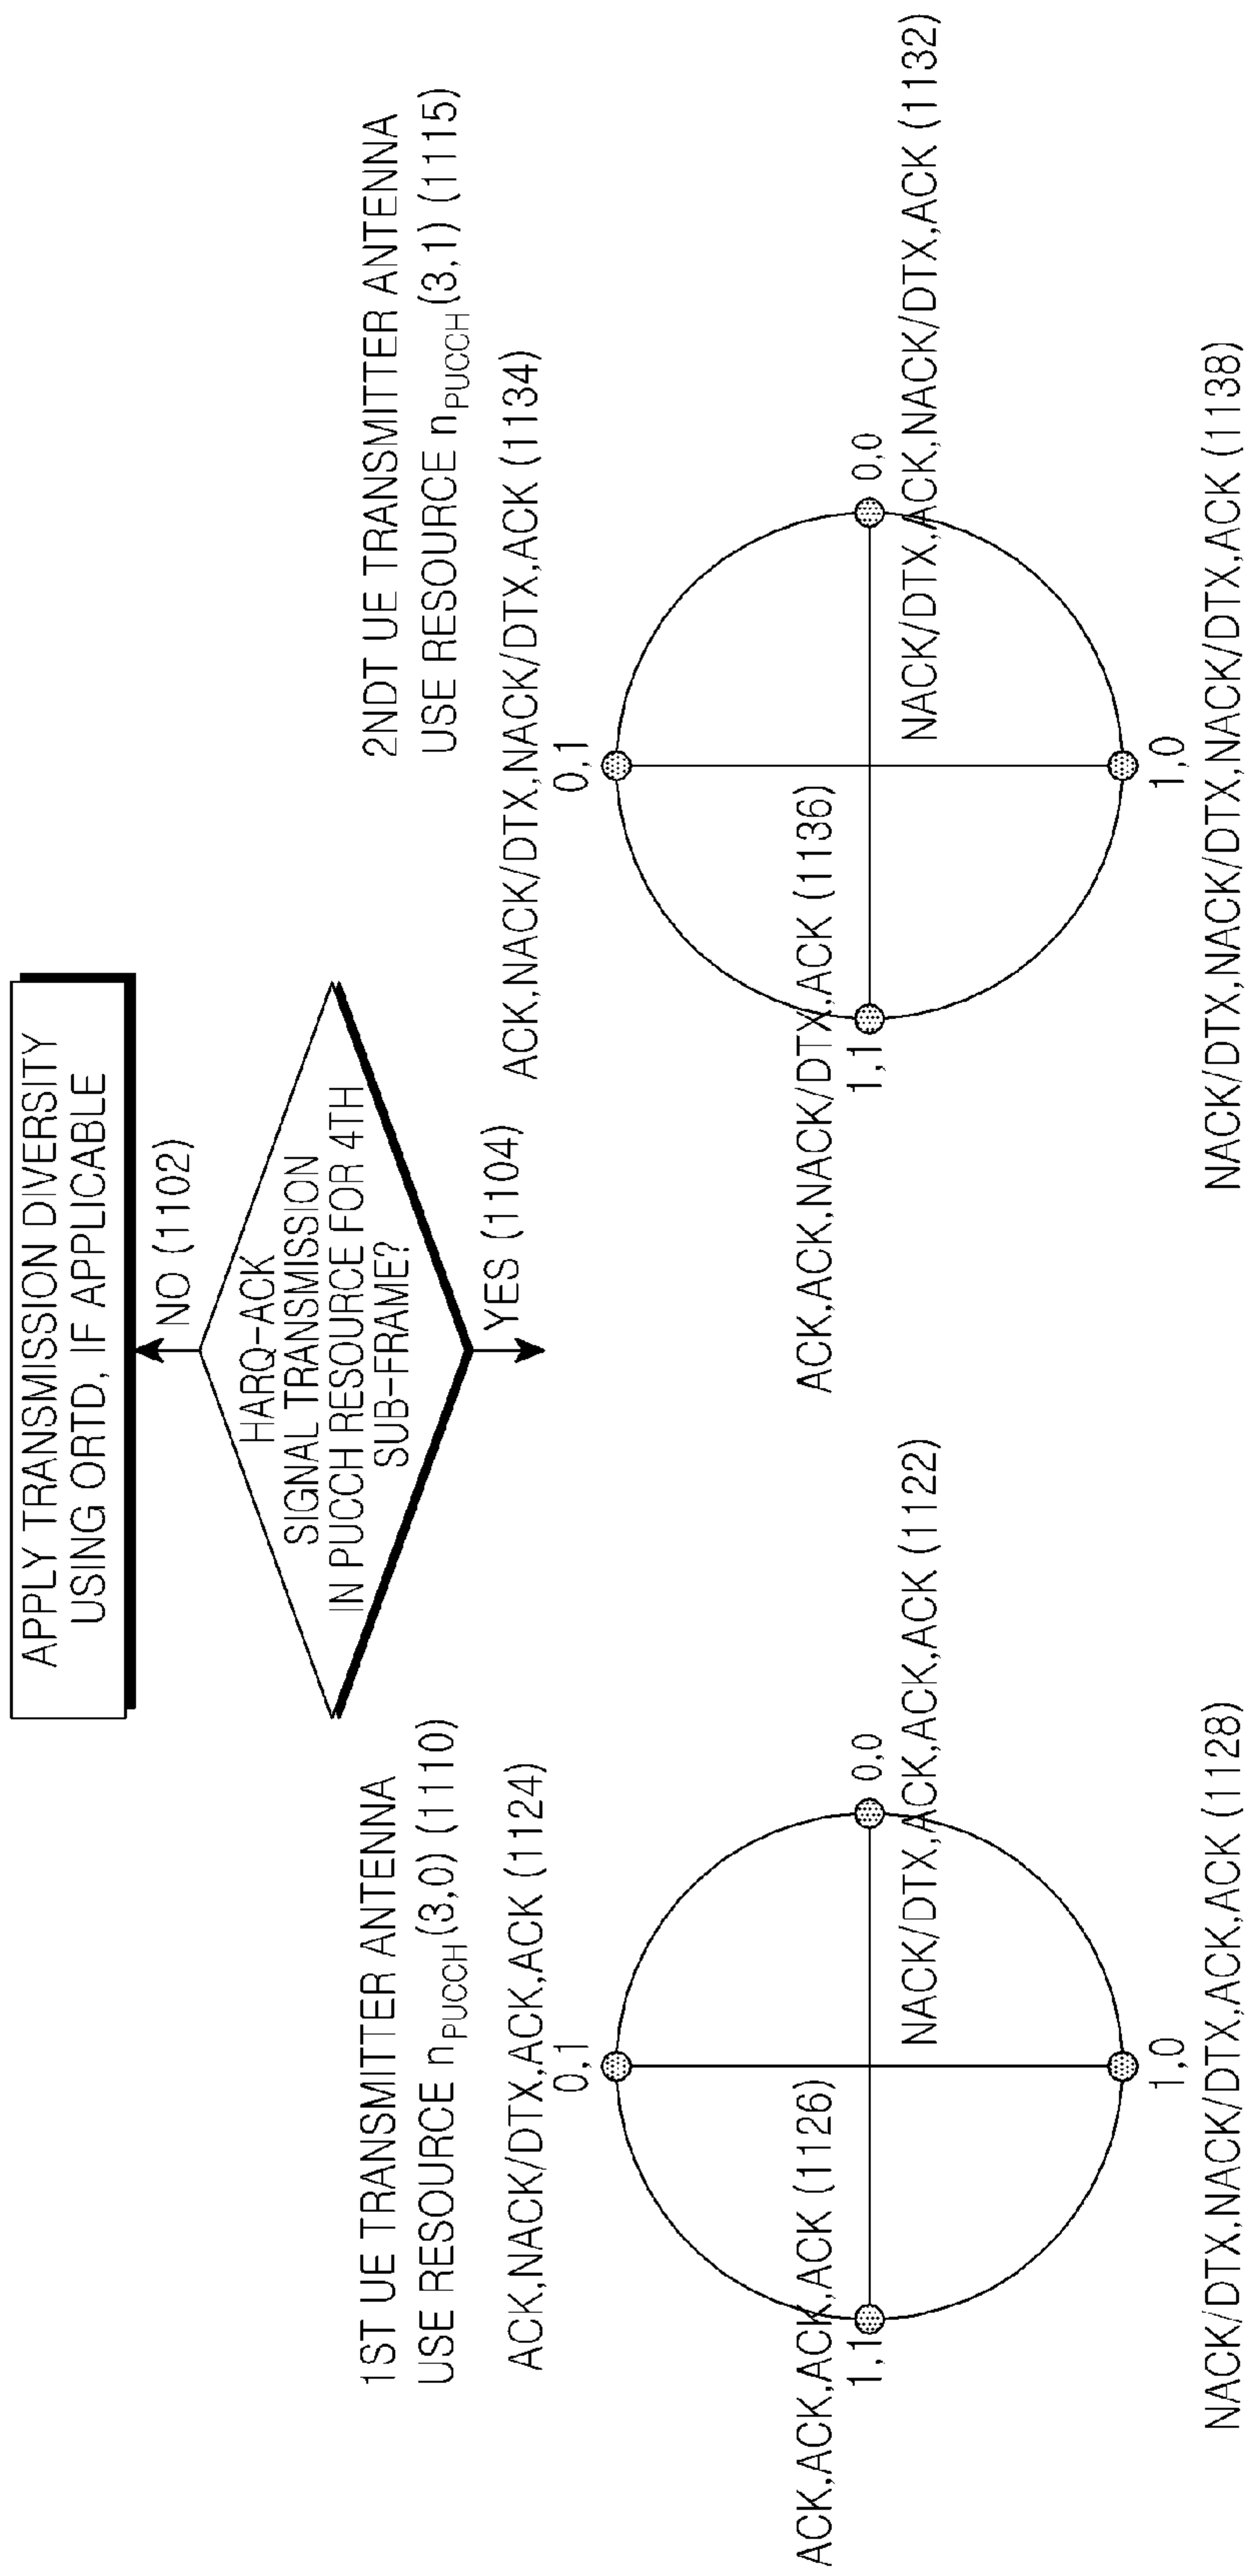 APPLY TRANSMISSION DIVERSITY
USING ORTD, IF APPLICABLE
NO (1102)
HARQ-ACK
SIGNAL TRANSMISSION
IN PUCCH RESOURCE FOR 4TH
SUB-FRAME?
YES (1104)
1ST UE TRANSMITTER ANTENNA
USE RESOURCE nPUCCH(3,0) (1110)
ACK,NACK/DTX,ACK,ACK (1124)
0,1
ACK,ACK,ACK,ACK (1126)
1,1
0,0
NACK/DTX,ACK,ACK,ACK (1122)
1,0
NACK/DTX,NACK/DTX,ACK,ACK (1128)
2NDT UE TRANSMITTER ANTENNA
USE RESOURCE nPUCCH(3,1) (1115)
ACK,NACK/DTX,NACK/DTX,ACK (1134)
0,1
ACK,ACK,NACK/DTX,ACK (1136)
1,1
0,0
NACK/DTX,ACK,NACK/DTX,ACK (1132)
1,0
NACK/DTX,NACK/DTX,NACK/DTX,ACK (1138)